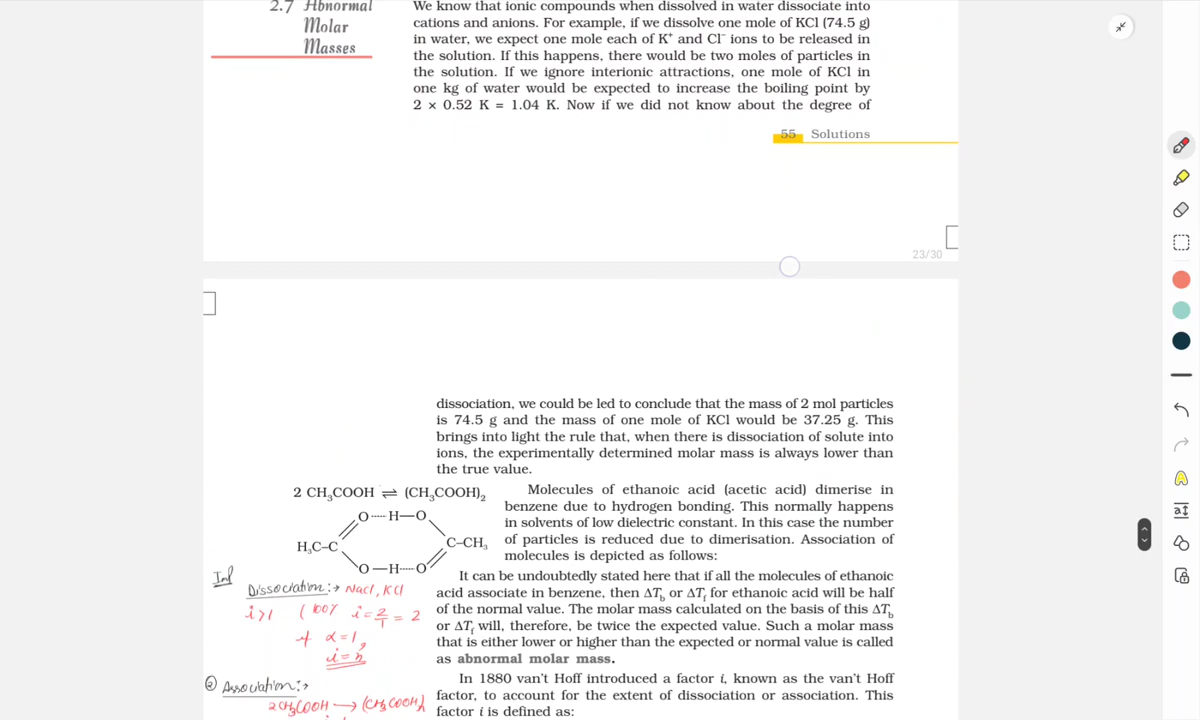 2.7 Abnormal
Molar
Masses
We know that ionic compounds when dissolved in water dissociate into
cations and anions. For example, if we dissolve one mole of KCl (74.5 g)
in water, we expect one mole each of K⁺ and Cl⁻ ions to be released in
the solution. If this happens, there would be two moles of particles in
the solution. If we ignore interionic attractions, one mole of KCl in
one kg of water would be expected to increase the boiling point by
2 × 0.52 K = 1.04 K. Now if we did not know about the degree of
55 Solutions
23/30
dissociation, we could be led to conclude that the mass of 2 mol particles
is 74.5 g and the mass of one mole of KCl would be 37.25 g. This
brings into light the rule that, when there is dissociation of solute into
ions, the experimentally determined molar mass is always lower than
the true value.
2 CH₃COOH ⇌ (CH₃COOH)₂
O H—O
H₃C–C C–CH₃
O—H O
Molecules of ethanoic acid (acetic acid) dimerise in
benzene due to hydrogen bonding. This normally happens
in solvents of low dielectric constant. In this case the number
of particles is reduced due to dimerisation. Association of
molecules is depicted as follows:
It can be undoubtedly stated here that if all the molecules of ethanoic
acid associate in benzene, then ΔT_b or ΔT_f for ethanoic acid will be half
of the normal value. The molar mass calculated on the basis of this ΔT_b
or ΔT_f will, therefore, be twice the expected value. Such a molar mass
that is either lower or higher than the expected or normal value is called
as abnormal molar mass.
In 1880 van't Hoff introduced a factor i, known as the van't Hoff
factor, to account for the extent of dissociation or association. This
factor i is defined as:
Dissociation :→ NaCl, KCl
i>1 (100% i = 2/1 = 2
α = 1,
i = n
② Association :→
2CH₃COOH → (CH₃COOH)₂